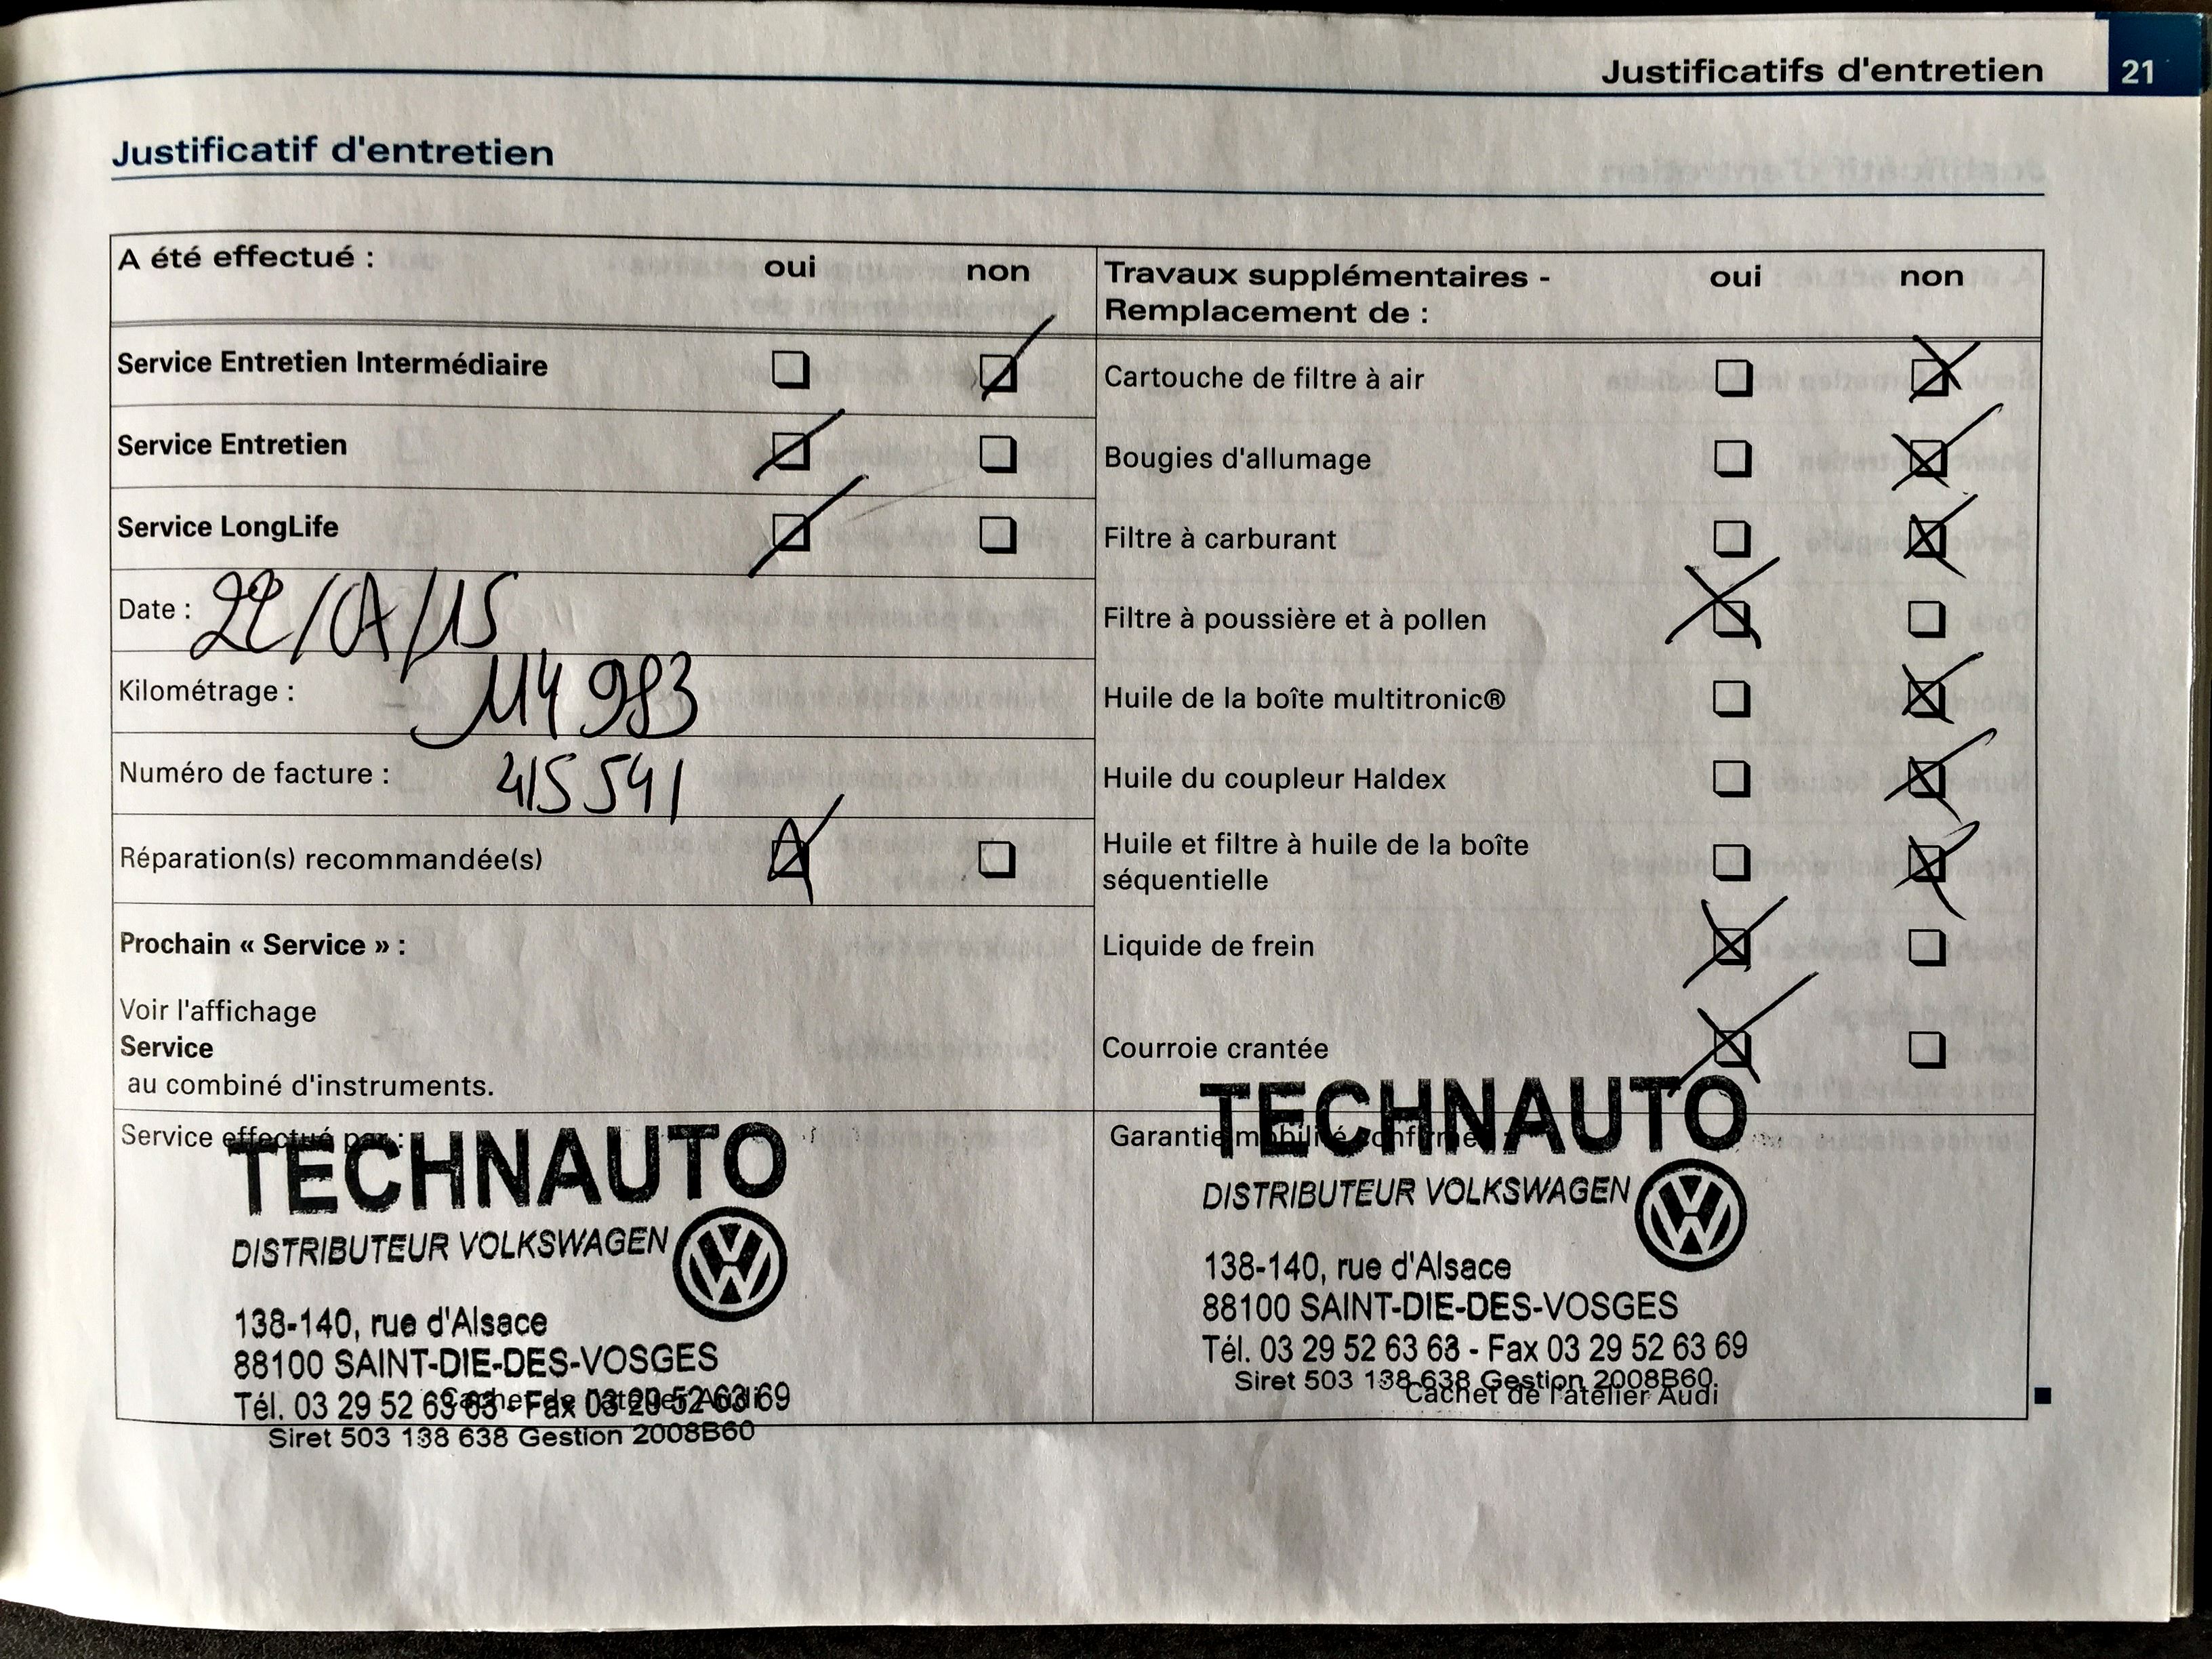 Justificatifs d'entretien 21
Justificatif d'entretien
A été effectué : oui non
Service Entretien Intermédiaire
Service Entretien
Service LongLife
Date : 22/01/15
Kilométrage : 114 983
Numéro de facture : 415 541
Réparation(s) recommandée(s)
Prochain « Service » :
Voir l'affichage
Service
au combiné d'instruments.
Travaux supplémentaires - oui non
Remplacement de :
Cartouche de filtre à air
Bougies d'allumage
Filtre à carburant
Filtre à poussière et à pollen
Huile de la boîte multitronic®
Huile du coupleur Haldex
Huile et filtre à huile de la boîte
séquentielle
Liquide de frein
Courroie crantée
Service effectué par :
TECHNAUTO
DISTRIBUTEUR VOLKSWAGEN
138-140, rue d'Alsace
88100 SAINT-DIE-DES-VOSGES
Tél. 03 29 52 63 63 - Fax 03 29 52 63 69
Cachet de l'atelier Audi
Siret 503 138 638 Gestion 2008B60
Garantie mobilité confirmée
TECHNAUTO
DISTRIBUTEUR VOLKSWAGEN
138-140, rue d'Alsace
88100 SAINT-DIE-DES-VOSGES
Tél. 03 29 52 63 63 - Fax 03 29 52 63 69
Siret 503 138 638 Gestion 2008B60
Cachet de l'atelier Audi